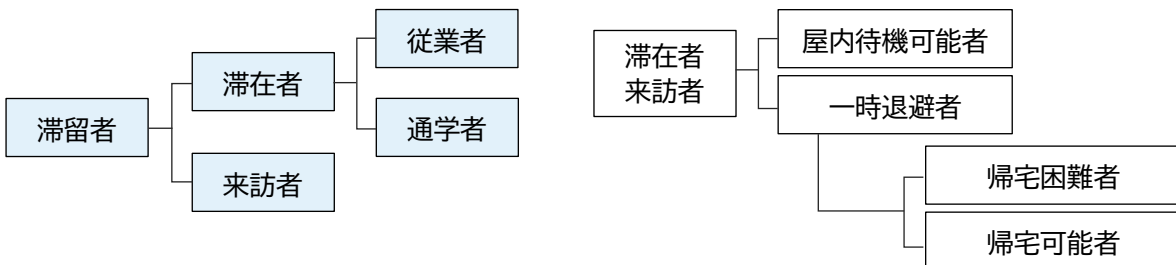 滞留者
滞在者
来訪者
従業者
通学者
滞在者
来訪者
屋内待機可能者
一時退避者
帰宅困難者
帰宅可能者